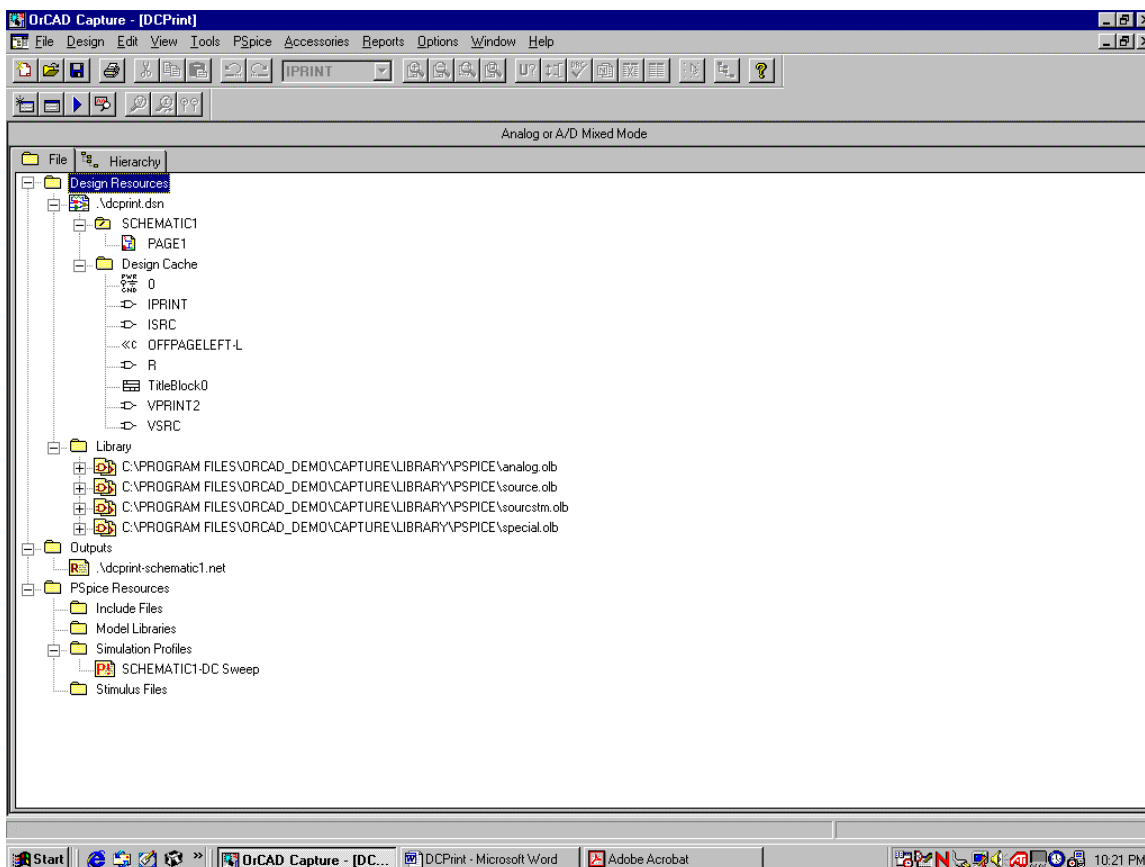 OrCAD Capture - [DCPrint]
File Design Edit View Tools PSpice Accessories Reports Options Window Help
IPRINT U? ?
Analog or A/D Mixed Mode
File Hierarchy
Design Resources
.\dcprint.dsn
SCHEMATIC1
PAGE1
Design Cache
PWR GND 0
IPRINT
ISRC
«C OFFPAGELEFT-L
R
TitleBlock0
VPRINT2
VSRC
Library
C:\PROGRAM FILES\ORCAD_DEMO\CAPTURE\LIBRARY\PSPICE\analog.olb
C:\PROGRAM FILES\ORCAD_DEMO\CAPTURE\LIBRARY\PSPICE\source.olb
C:\PROGRAM FILES\ORCAD_DEMO\CAPTURE\LIBRARY\PSPICE\sourcstm.olb
C:\PROGRAM FILES\ORCAD_DEMO\CAPTURE\LIBRARY\PSPICE\special.olb
Outputs
R .\dcprint-schematic1.net
PSpice Resources
Include Files
Model Libraries
Simulation Profiles
P! SCHEMATIC1-DC Sweep
Stimulus Files
Start » OrCAD Capture - [DC... DCPrint - Microsoft Word Adobe Acrobat 10:21 PM